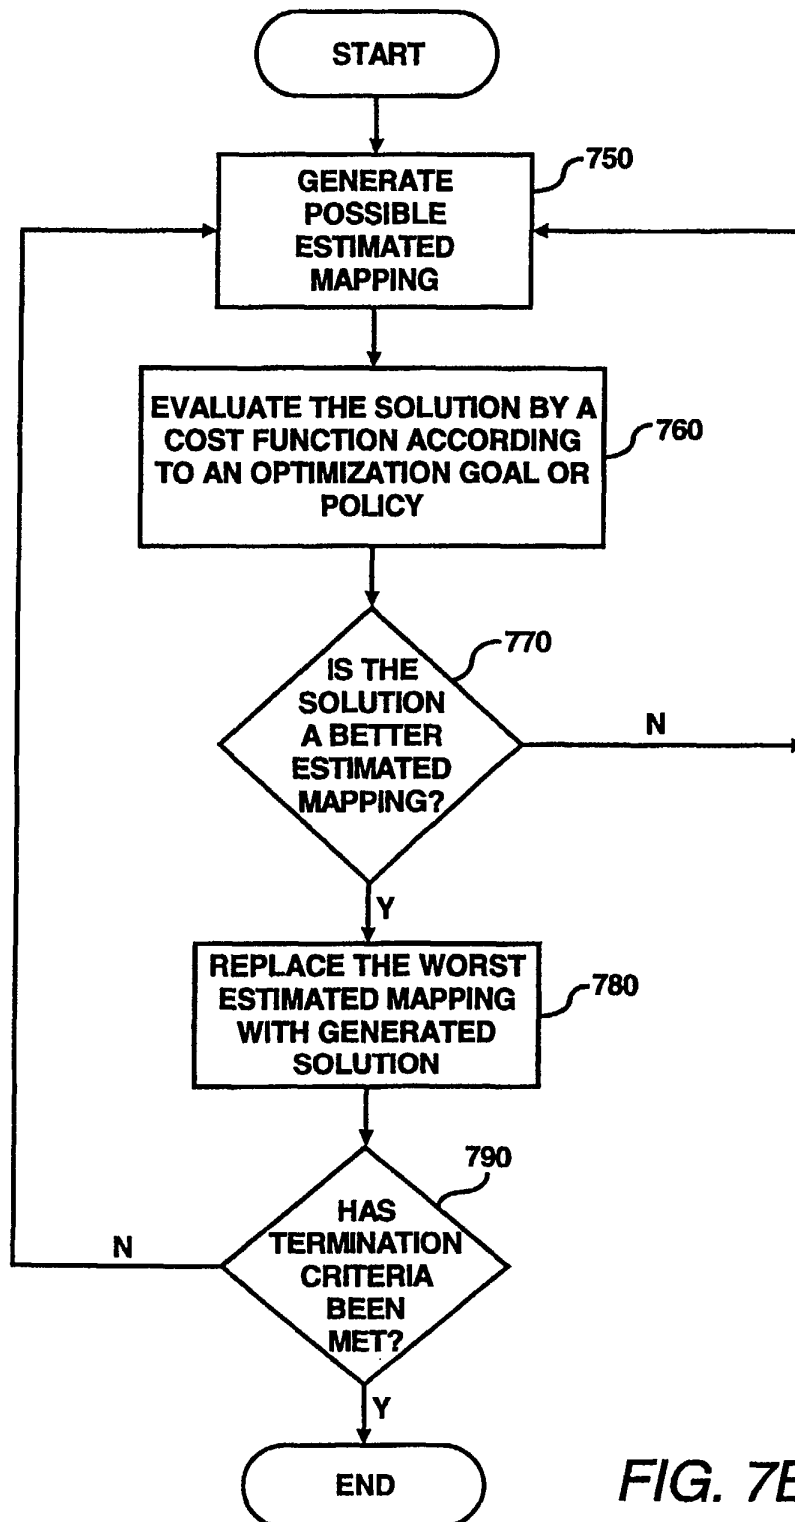 START
750
GENERATE
POSSIBLE
ESTIMATED
MAPPING
EVALUATE THE SOLUTION BY A
COST FUNCTION ACCORDING
TO AN OPTIMIZATION GOAL OR
POLICY
760
770
IS THE
SOLUTION
A BETTER
ESTIMATED
MAPPING?
N
Y
REPLACE THE WORST
ESTIMATED MAPPING
WITH GENERATED
SOLUTION
780
790
HAS
TERMINATION
CRITERIA
BEEN
MET?
N
Y
END
FIG.